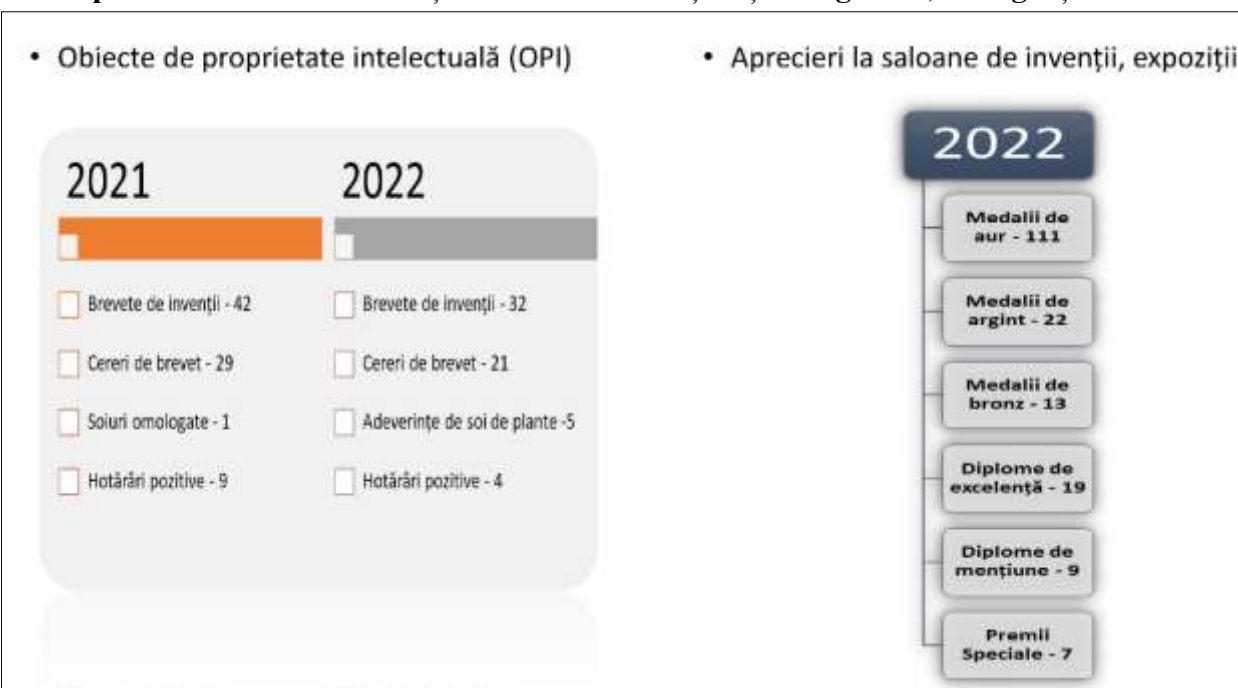 • Obiecte de proprietate intelectuală (OPI)
2021
Brevete de invenții - 42
Cereri de brevet - 29
Soiuri omologate - 1
Hotărâri pozitive - 9
2022
Brevete de invenții - 32
Cereri de brevet - 21
Adeverințe de soi de plante -5
Hotărâri pozitive - 4
• Aprecieri la saloane de invenții, expoziții
2022
Medalii de
aur - 111
Medalii de
argint - 22
Medalii de
bronz - 13
Diplome de
excelență - 19
Diplome de
mențiune - 9
Premii
Speciale - 7